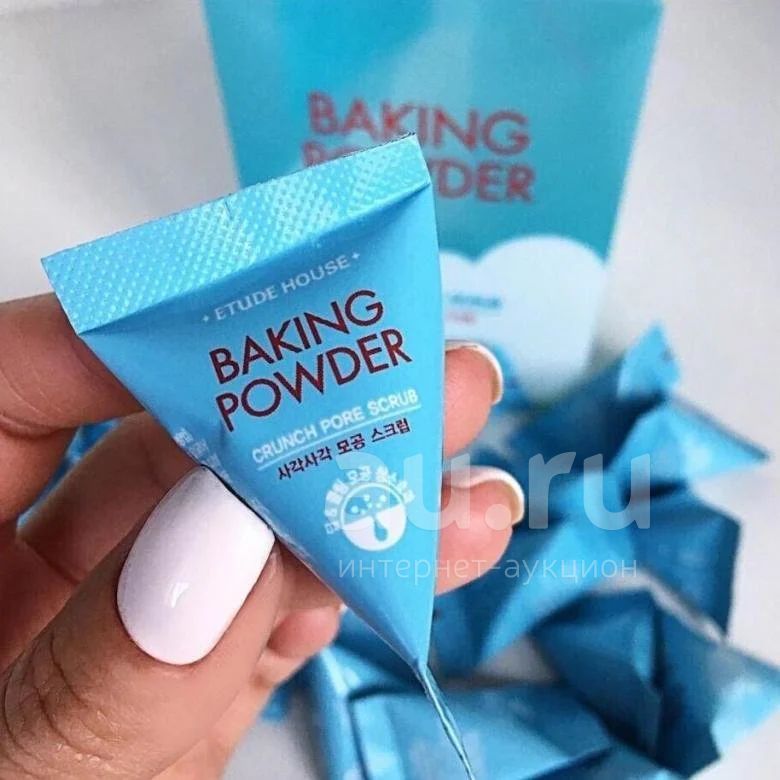 BAKING
POWDER
• ETUDE HOUSE •
BAKING
POWDER
CRUNCH PORE SCRUB
사각사각 모공 스크럽
au.ru
интернет-аукцион